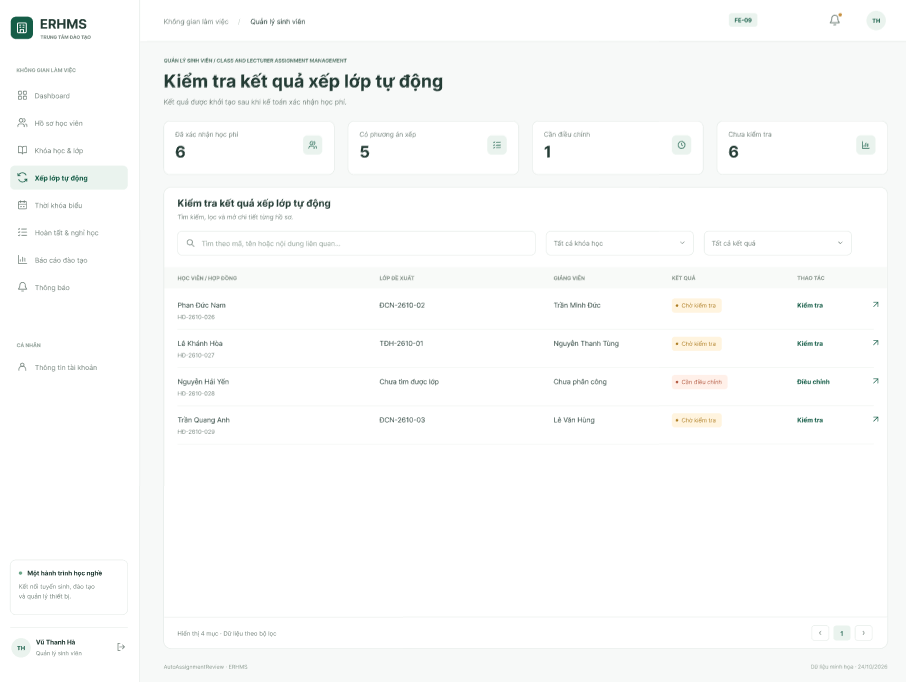 ERHMS
TRUNG TÂM ĐÀO TẠO
KHÔNG GIAN LÀM VIỆC
Dashboard
Hồ sơ học viên
Khóa học & lớp
Xếp lớp tự động
Thời khóa biểu
Hoàn tất & nghỉ học
Báo cáo đào tạo
Thông báo
CÁ NHÂN
Thông tin tài khoản
Một hành trình học nghề
Kết nối tuyển sinh, đào tạo
và quản lý thiết bị.
TH
Vũ Thanh Hà
Quản lý sinh viên
Không gian làm việc / Quản lý sinh viên
FE-09
TH
QUẢN LÝ SINH VIÊN / CLASS AND LECTURER ASSIGNMENT MANAGEMENT
Kiểm tra kết quả xếp lớp tự động
Kết quả được khởi tạo sau khi kế toán xác nhận học phí.
Đã xác nhận học phí
6
Có phương án xếp
5
Cần điều chỉnh
1
Chưa kiểm tra
6
Kiểm tra kết quả xếp lớp tự động
Tìm kiếm, lọc và mở chi tiết từng hồ sơ.
Tìm theo mã, tên hoặc nội dung liên quan...
Tất cả khóa học
Tất cả kết quả
HỌC VIÊN / HỢP ĐỒNG LỚP ĐỀ XUẤT GIẢNG VIÊN KẾT QUẢ THAO TÁC
Phan Đức Nam ĐCN-2610-02 Trần Minh Đức Chờ kiểm tra Kiểm tra
HD-2610-026
Lê Khánh Hòa TĐH-2610-01 Nguyễn Thanh Tùng Chờ kiểm tra Kiểm tra
HD-2610-027
Nguyễn Hải Yến Chưa tìm được lớp Chưa phân công Cần điều chỉnh Điều chỉnh
HD-2610-028
Trần Quang Anh ĐCN-2610-03 Lê Văn Hùng Chờ kiểm tra Kiểm tra
HD-2610-029
Hiển thị 4 mục · Dữ liệu theo bộ lọc
1
AutoAssignmentReview · ERHMS
Dữ liệu minh họa · 24/10/2026